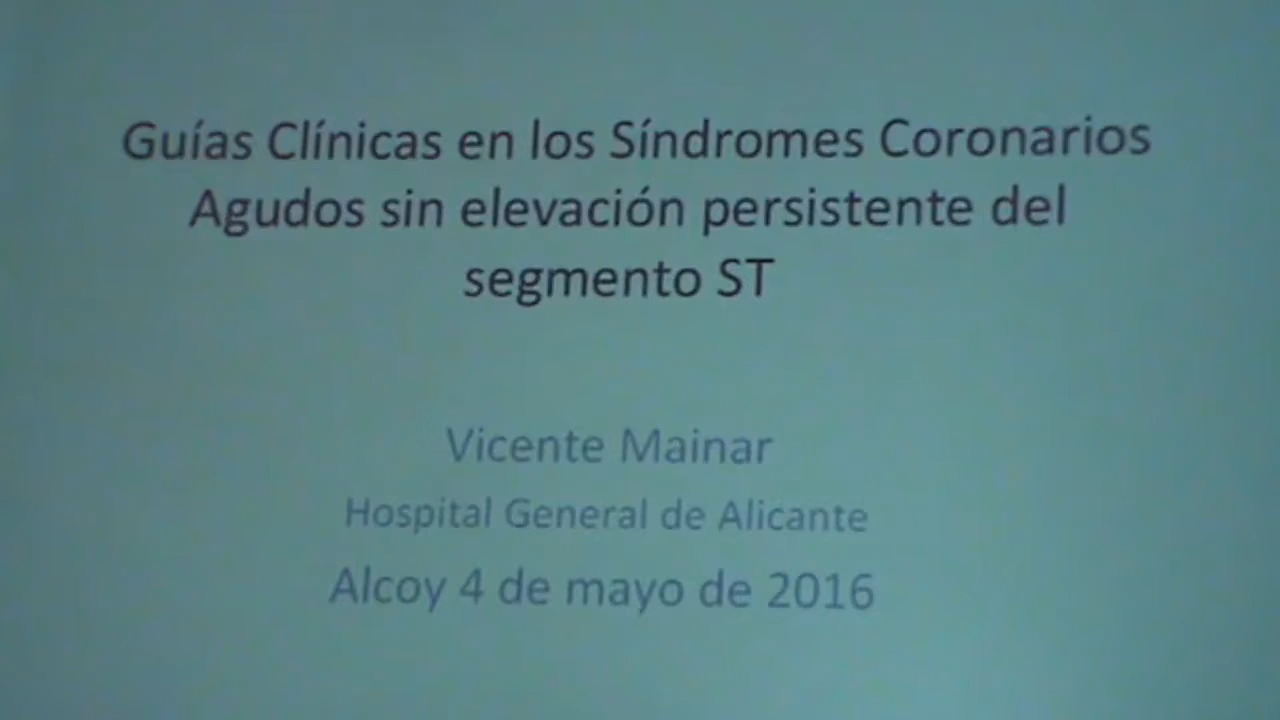 Guías Clínicas en los Síndromes Coronarios
Agudos sin elevación persistente del
segmento ST
Vicente Mainar
Hospital General de Alicante
Alcoy 4 de mayo de 2016